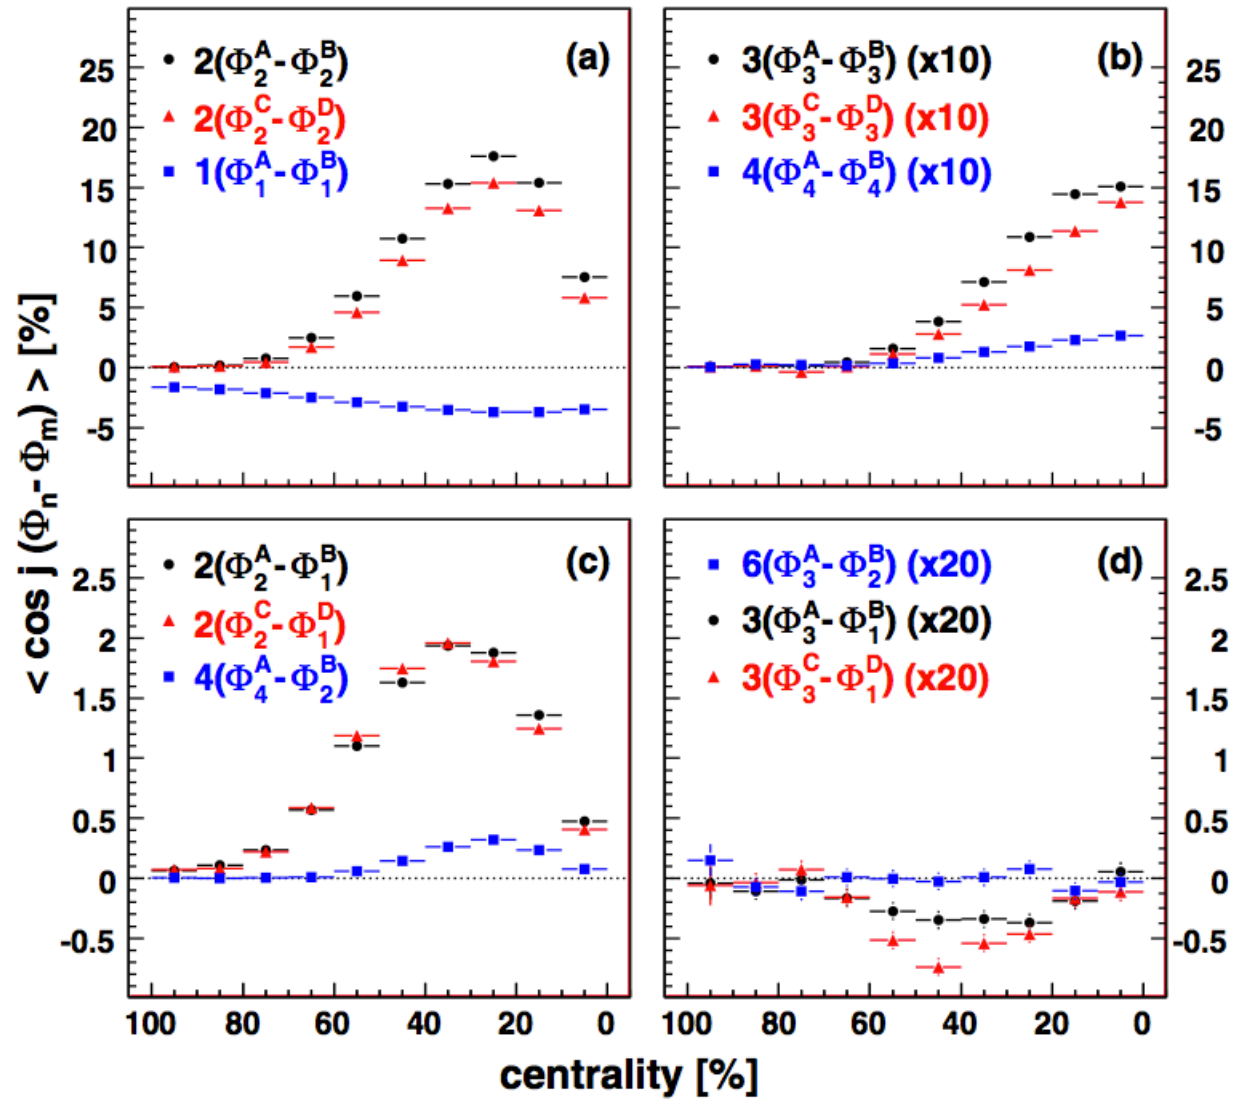 2(Φ₂ᴬ-Φ₂ᴮ) (a)
2(Φ₂ᶜ-Φ₂ᴰ)
1(Φ₁ᴬ-Φ₁ᴮ)
25
20
15
10
5
0
-5
3(Φ₃ᴬ-Φ₃ᴮ) (x10) (b)
3(Φ₃ᶜ-Φ₃ᴰ) (x10)
4(Φ₄ᴬ-Φ₄ᴮ) (x10)
25
20
15
10
5
0
-5
< cos j (Φₙ-Φₘ) > [%]
2(Φ₂ᴬ-Φ₁ᴮ) (c)
2(Φ₂ᶜ-Φ₁ᴰ)
4(Φ₄ᴬ-Φ₂ᴮ)
2.5
2
1.5
1
0.5
0
-0.5
100 80 60 40 20 0
6(Φ₃ᴬ-Φ₂ᴮ) (x20) (d)
3(Φ₃ᴬ-Φ₁ᴮ) (x20)
3(Φ₃ᶜ-Φ₁ᴰ) (x20)
2.5
2
1.5
1
0.5
0
-0.5
100 80 60 40 20 0
centrality [%]